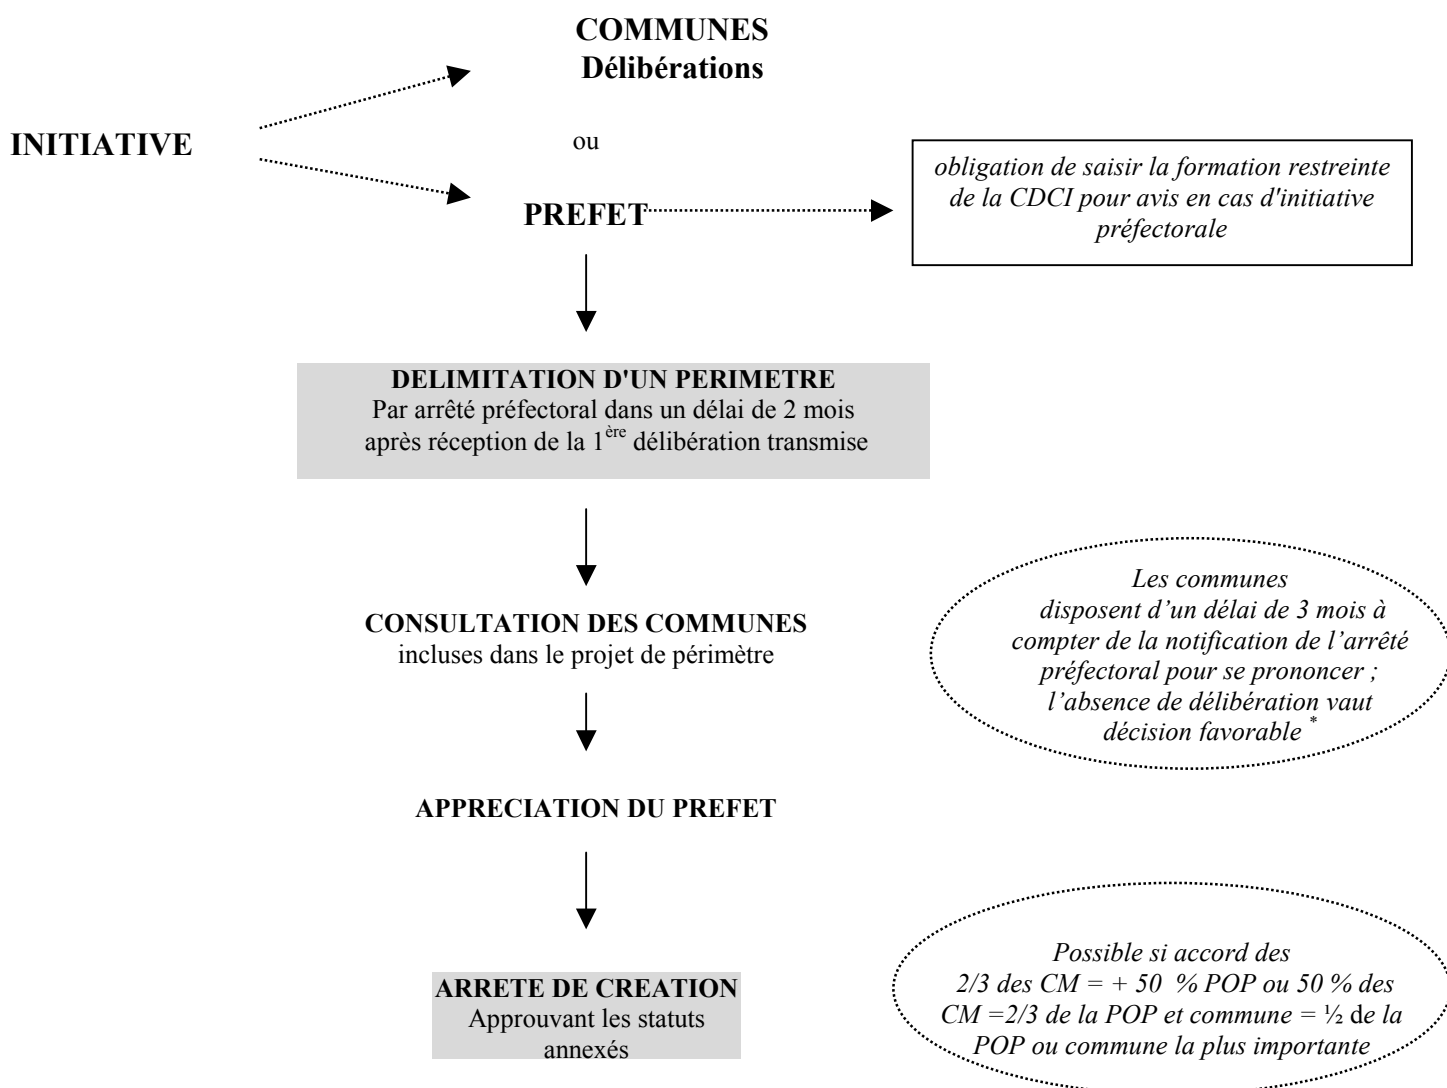 COMMUNES
Délibérations
INITIATIVE
ou
PREFET
obligation de saisir la formation restreinte
de la CDCI pour avis en cas d'initiative
préfectorale
DELIMITATION D'UN PERIMETRE
Par arrêté préfectoral dans un délai de 2 mois
après réception de la 1ère délibération transmise
CONSULTATION DES COMMUNES
incluses dans le projet de périmètre
Les communes
disposent d’un délai de 3 mois à
compter de la notification de l’arrêté
préfectoral pour se prononcer ;
l’absence de délibération vaut
décision favorable *
APPRECIATION DU PREFET
ARRETE DE CREATION
Approuvant les statuts
annexés
Possible si accord des
2/3 des CM = + 50 % POP ou 50 % des
CM =2/3 de la POP et commune = ½ de la
POP ou commune la plus importante